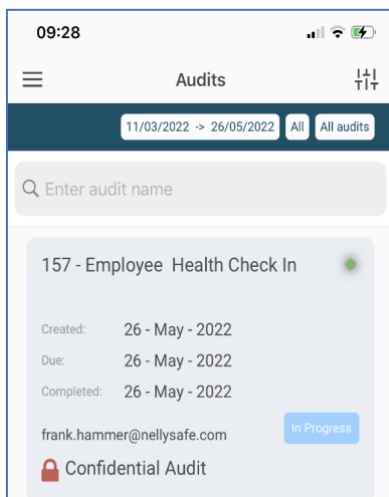 09:28
Audits
11/03/2022 -> 26/05/2022 All All audits
Enter audit name
157 - Employee Health Check In
Created: 26 - May - 2022
Due: 26 - May - 2022
Completed: 26 - May - 2022
frank.hammer@nellysafe.com In Progress
Confidential Audit